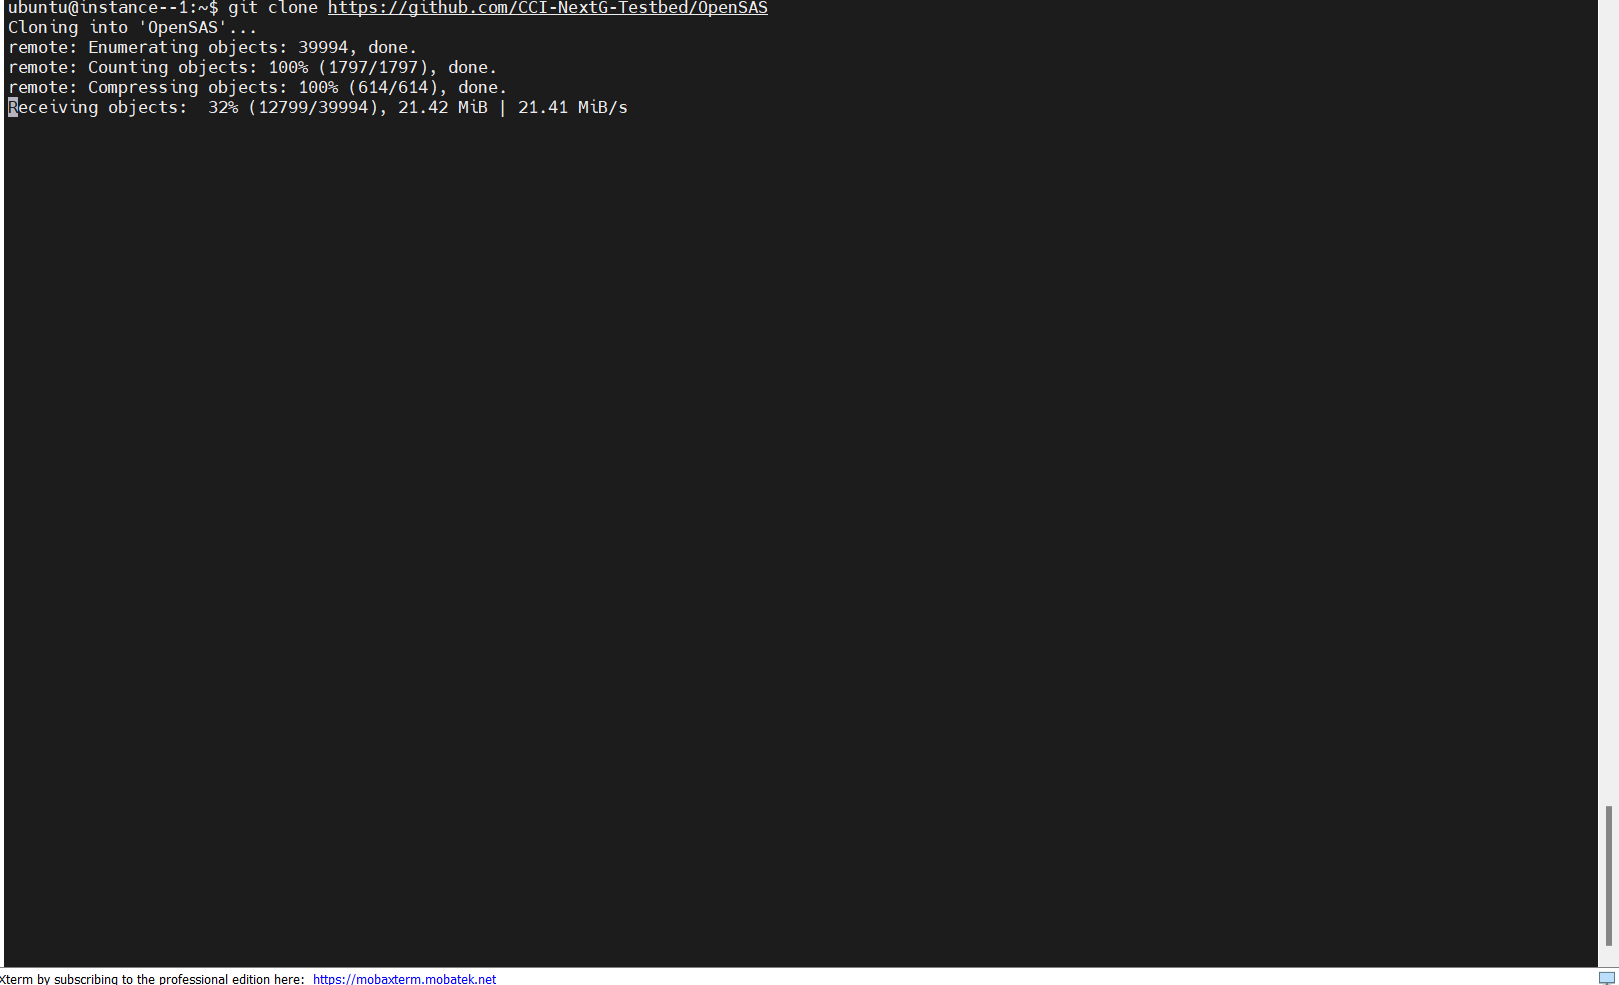 ubuntu@instance--1:~$ git clone https://github.com/CCI-NextG-Testbed/OpenSAS
Cloning into 'OpenSAS'...
remote: Enumerating objects: 39994, done.
remote: Counting objects: 100% (1797/1797), done.
remote: Compressing objects: 100% (614/614), done.
Receiving objects:  32% (12799/39994), 21.42 MiB | 21.41 MiB/s
Xterm by subscribing to the professional edition here:  https://mobaxterm.mobatek.net